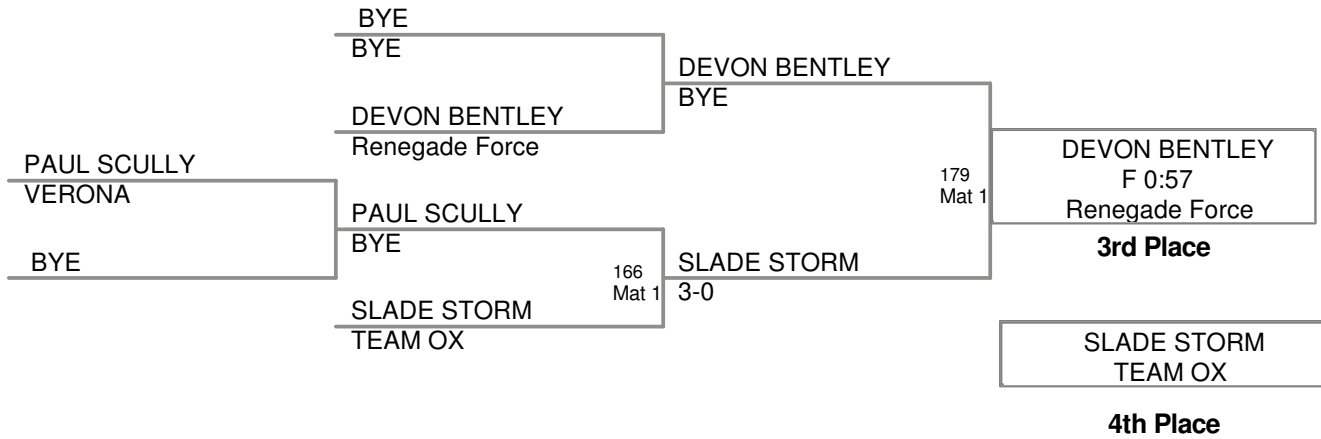 BYE
BYE
DEVON BENTLEY
BYE
DEVON BENTLEY
Renegade Force
PAUL SCULLY
VERONA
BYE
PAUL SCULLY
BYE
SLADE STORM
TEAM OX
166
Mat 1
SLADE STORM
3-0
179
Mat 1
DEVON BENTLEY
F 0:57
Renegade Force
3rd Place
SLADE STORM
TEAM OX
4th Place